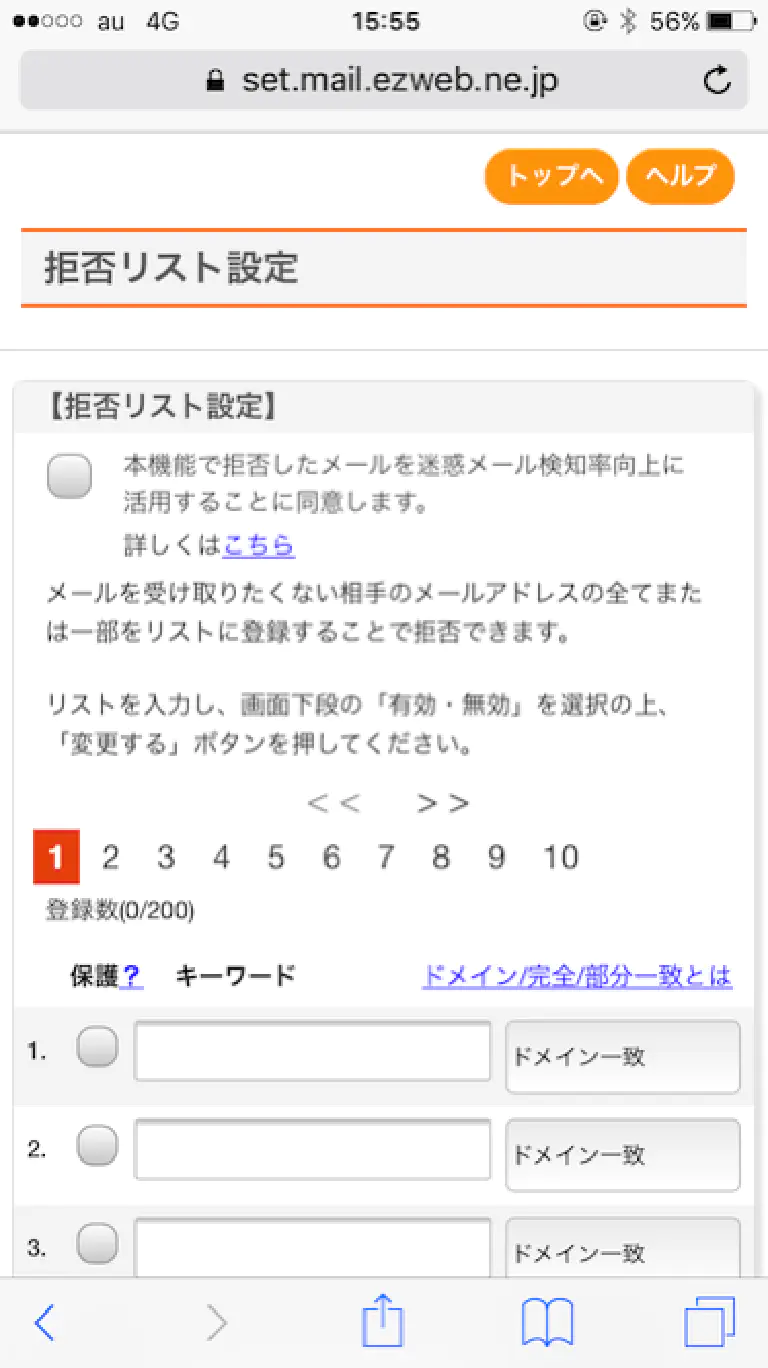 au 4G 15:55 56%
set.mail.ezweb.ne.jp
トップへ ヘルプ
拒否リスト設定
【拒否リスト設定】
本機能で拒否したメールを迷惑メール検知率向上に
活用することに同意します。
詳しくはこちら
メールを受け取りたくない相手のメールアドレスの全てまた
は一部をリストに登録することで拒否できます。
リストを入力し、画面下段の「有効・無効」を選択の上、
「変更する」ボタンを押してください。
<< >>
1 2 3 4 5 6 7 8 9 10
登録数(0/200)
保護? キーワード ドメイン/完全/部分一致とは
1. ドメイン一致
2. ドメイン一致
3. ドメイン一致